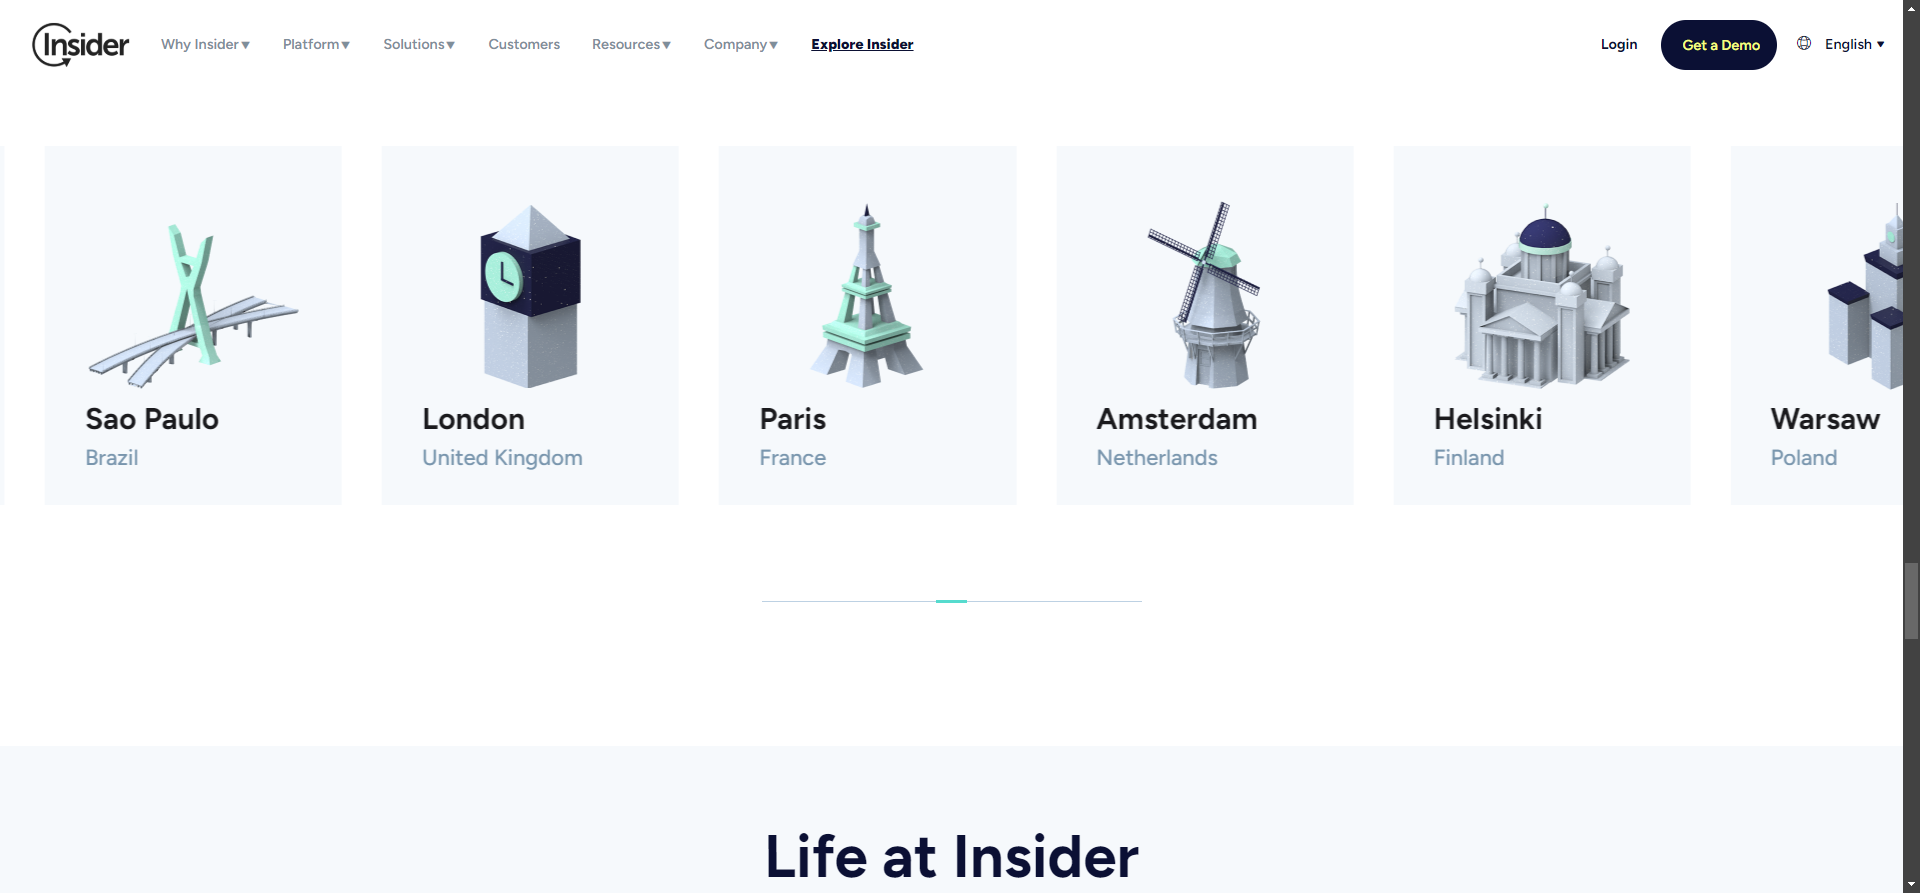 Insider
Why Insider▼ Platform▼ Solutions▼ Customers Resources▼ Company▼ Explore Insider
Login Get a Demo English ▼
Sao Paulo
Brazil
London
United Kingdom
Paris
France
Amsterdam
Netherlands
Helsinki
Finland
Warsaw
Poland
Life at Insider